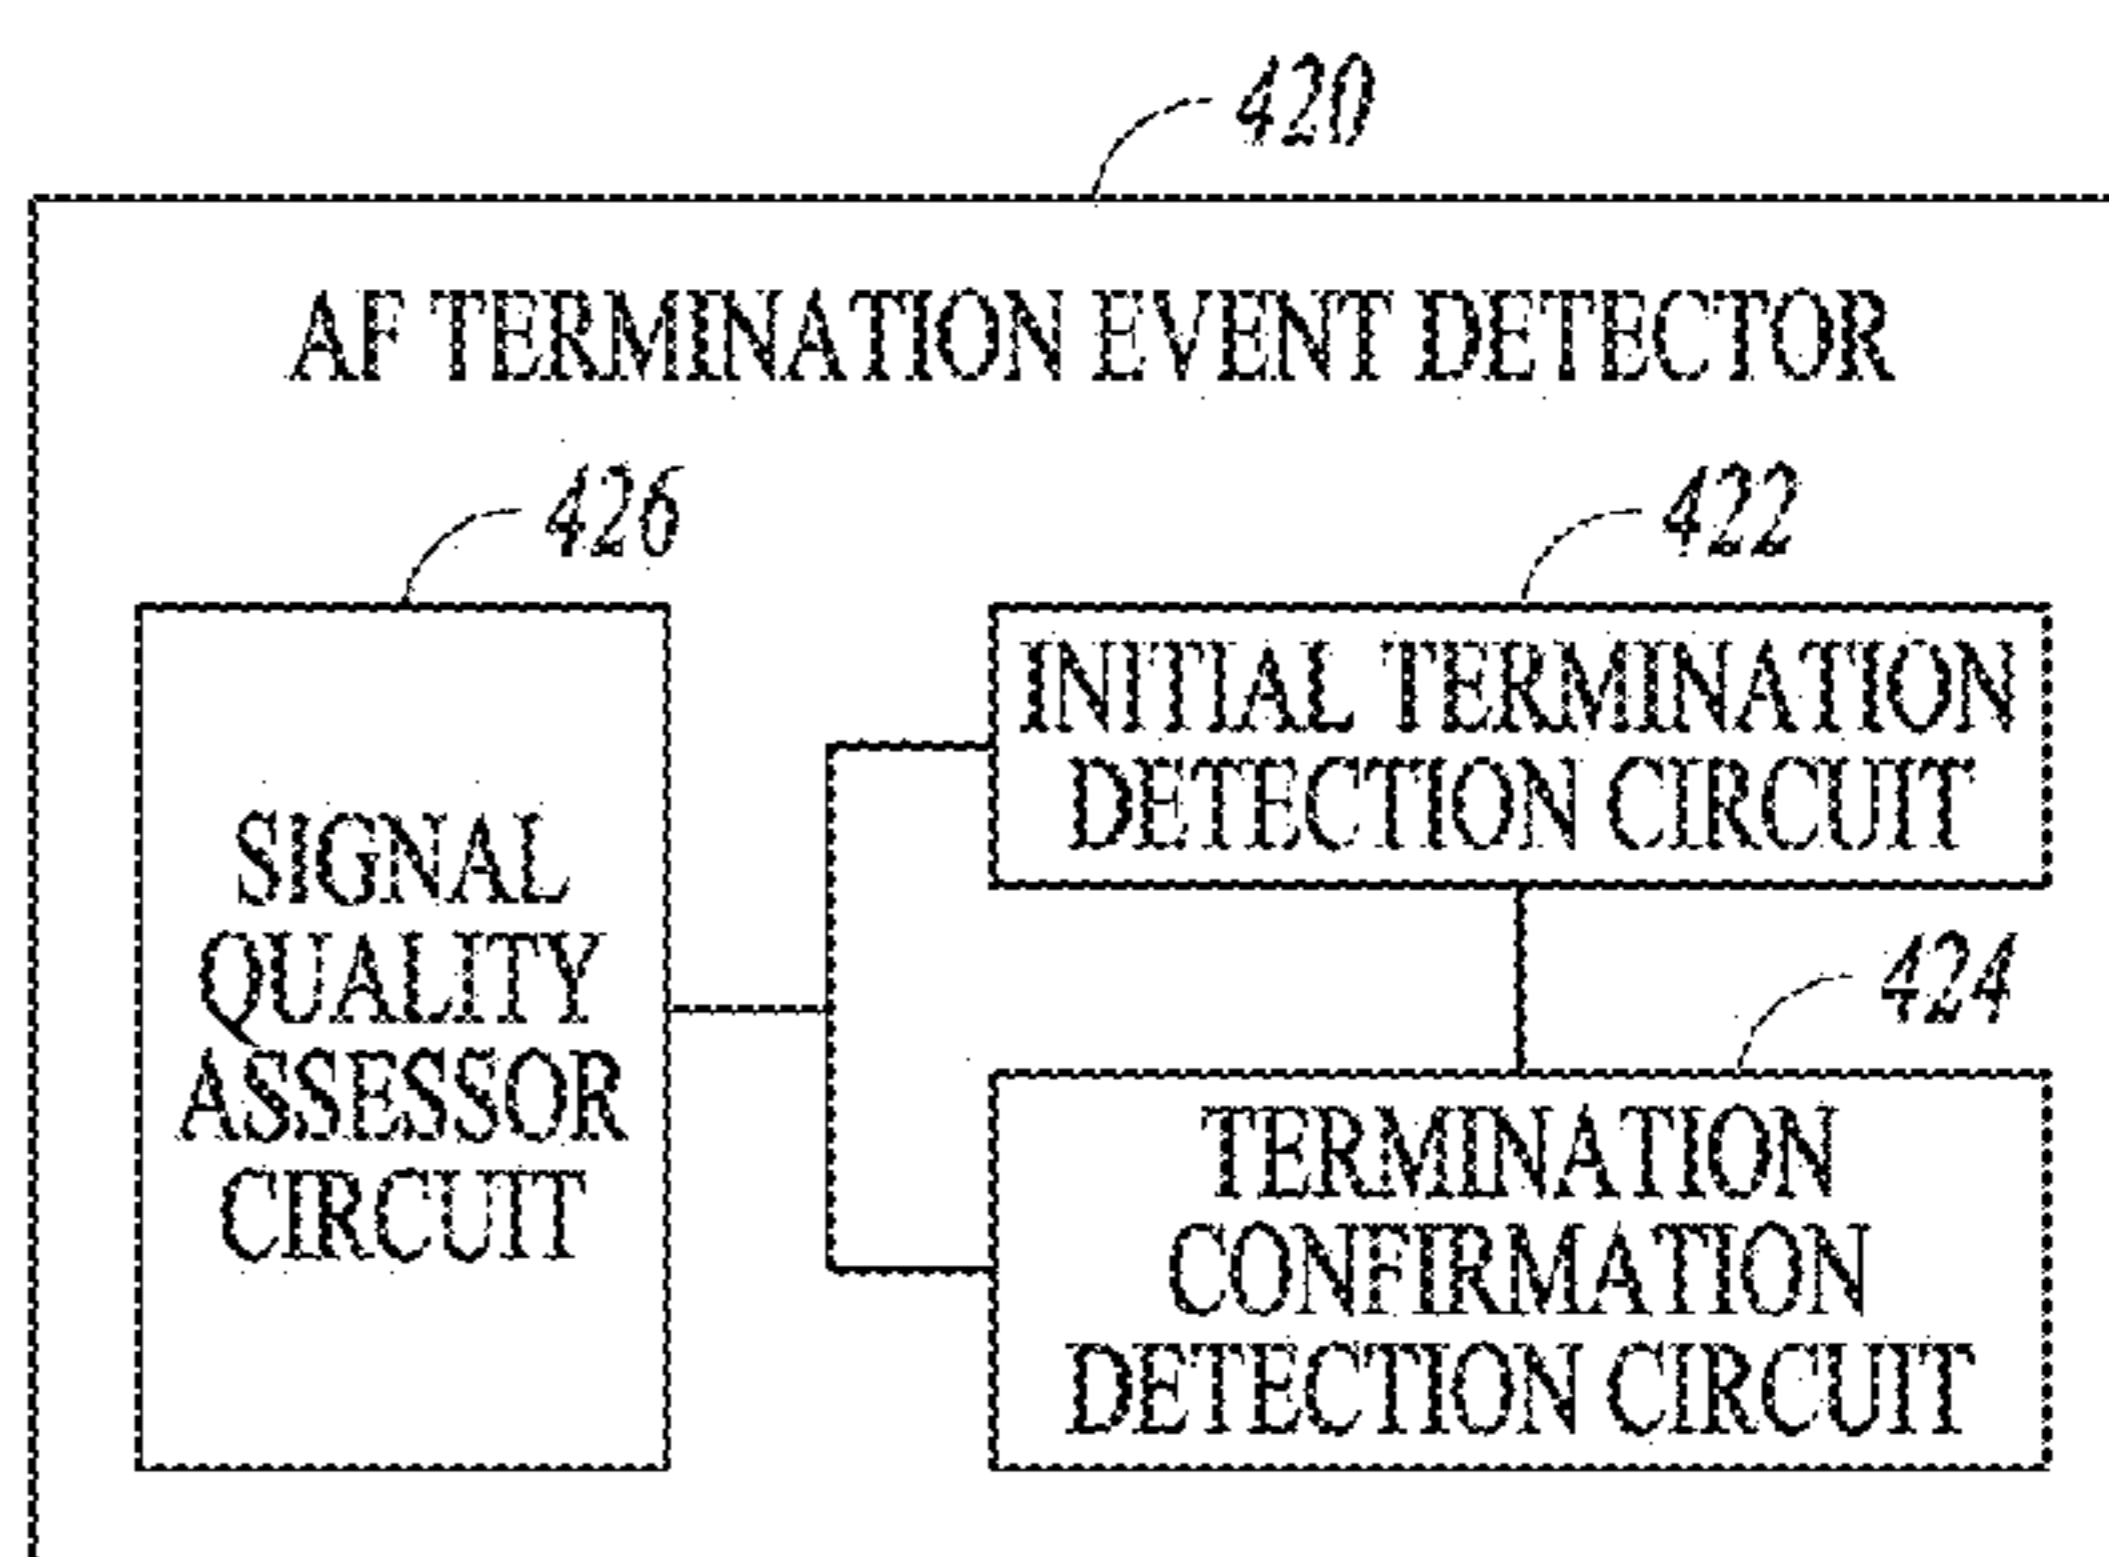 420
AF TERMINATION EVENT DETECTOR
426
422
SIGNAL
QUALITY
ASSESSOR
CIRCUIT
INITIAL TERMINATION
DETECTION CIRCUIT
424
TERMINATION
CONFIRMATION
DETECTION CIRCUIT